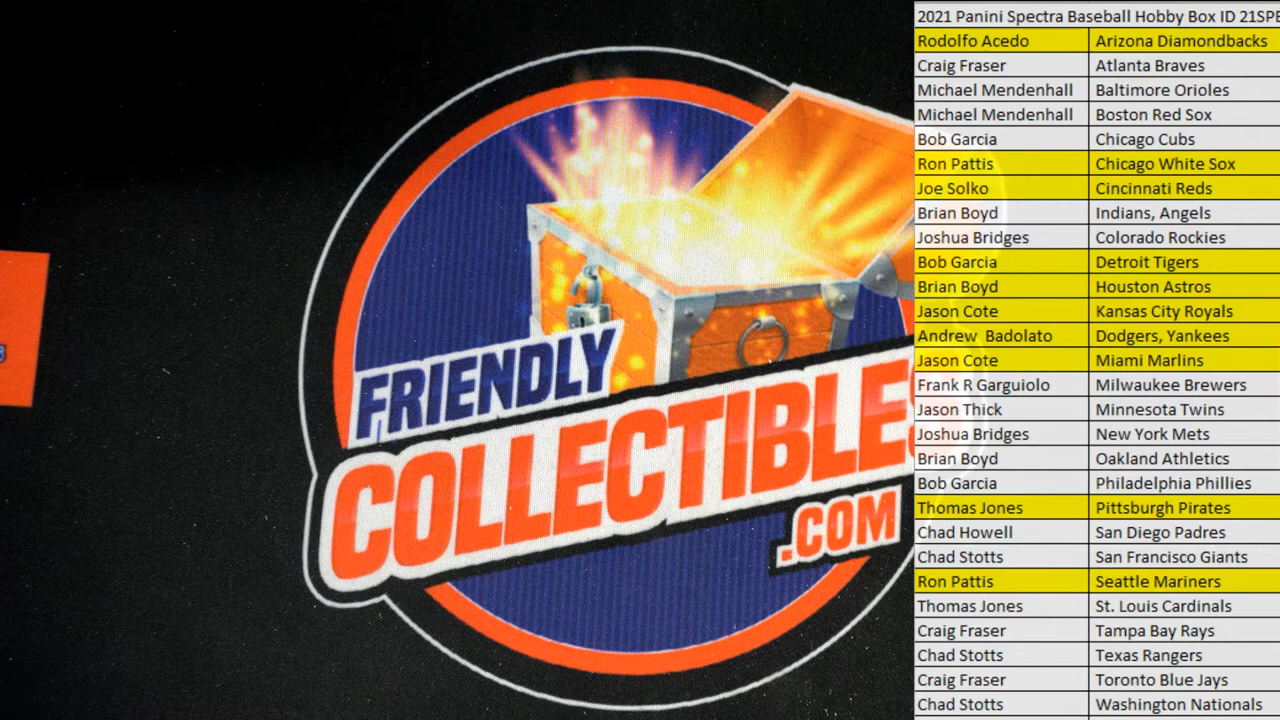 FRIENDLY
COLLECTIBLES
.COM
2021 Panini Spectra Baseball Hobby Box ID 21SPE
Rodolfo Acedo Arizona Diamondbacks
Craig Fraser Atlanta Braves
Michael Mendenhall Baltimore Orioles
Michael Mendenhall Boston Red Sox
Bob Garcia Chicago Cubs
Ron Pattis Chicago White Sox
Joe Solko Cincinnati Reds
Brian Boyd Indians, Angels
Joshua Bridges Colorado Rockies
Bob Garcia Detroit Tigers
Brian Boyd Houston Astros
Jason Cote Kansas City Royals
Andrew  Badolato Dodgers, Yankees
Jason Cote Miami Marlins
Frank R Garguiolo Milwaukee Brewers
Jason Thick Minnesota Twins
Joshua Bridges New York Mets
Brian Boyd Oakland Athletics
Bob Garcia Philadelphia Phillies
Thomas Jones Pittsburgh Pirates
Chad Howell San Diego Padres
Chad Stotts San Francisco Giants
Ron Pattis Seattle Mariners
Thomas Jones St. Louis Cardinals
Craig Fraser Tampa Bay Rays
Chad Stotts Texas Rangers
Craig Fraser Toronto Blue Jays
Chad Stotts Washington Nationals